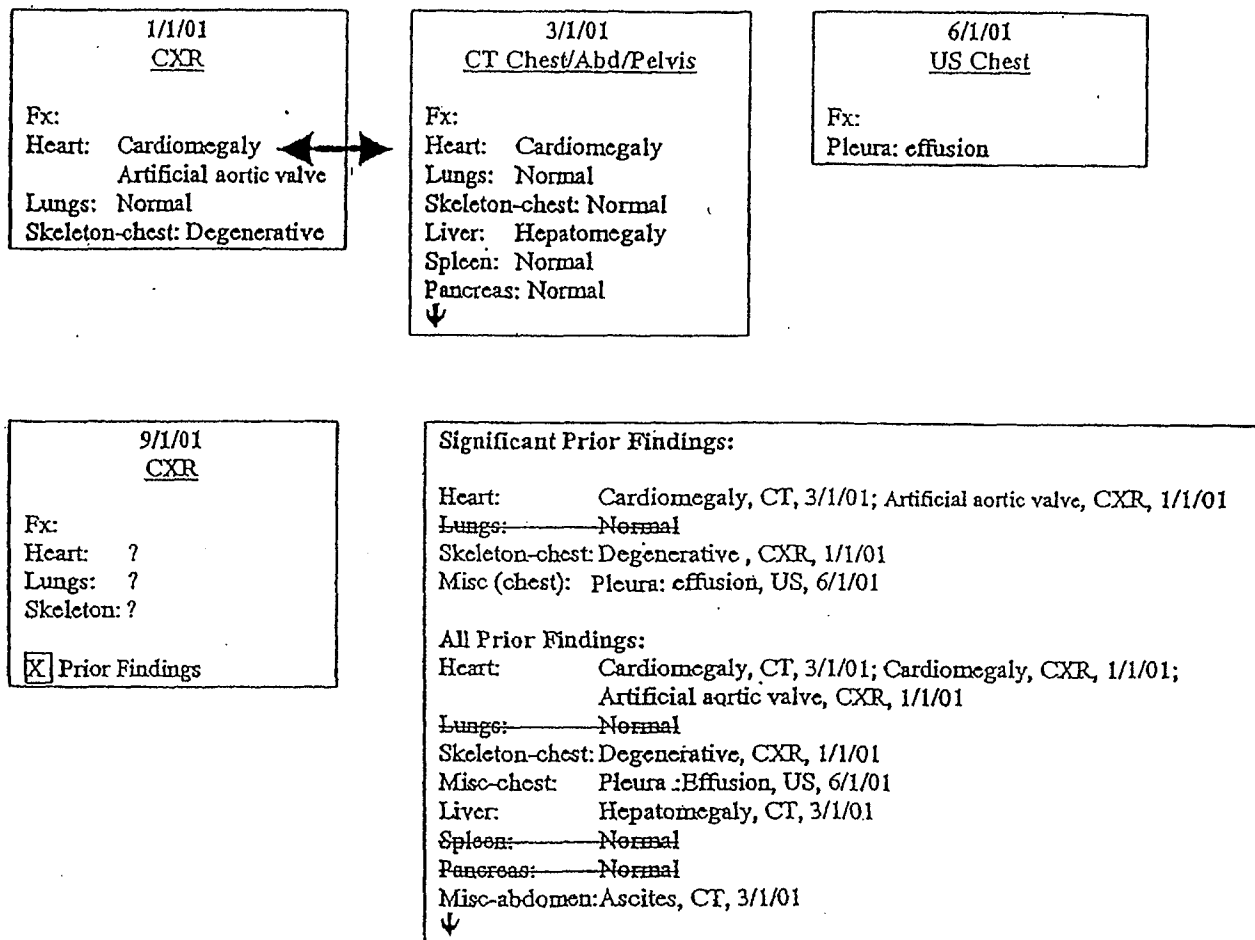 1/1/01
CXR
Fx:
Heart: Cardiomegaly
Artificial aortic valve
Lungs: Normal
Skeleton-chest: Degenerative
3/1/01
CT Chest/Abd/Pelvis
Fx:
Heart: Cardiomegaly
Lungs: Normal
Skeleton-chest: Normal
Liver: Hepatomegaly
Spleen: Normal
Pancreas: Normal
6/1/01
US Chest
Fx:
Pleura: effusion
9/1/01
CXR
Fx:
Heart: ?
Lungs: ?
Skeleton: ?
X Prior Findings
Significant Prior Findings:
Heart: Cardiomegaly, CT, 3/1/01; Artificial aortic valve, CXR, 1/1/01
Lungs: Normal
Skeleton-chest: Degenerative , CXR, 1/1/01
Misc (chest): Pleura: effusion, US, 6/1/01
All Prior Findings:
Heart: Cardiomegaly, CT, 3/1/01; Cardiomegaly, CXR, 1/1/01;
Artificial aortic valve, CXR, 1/1/01
Lungs: Normal
Skeleton-chest: Degenerative, CXR, 1/1/01
Misc-chest: Pleura :Effusion, US, 6/1/01
Liver: Hepatomegaly, CT, 3/1/01
Spleen: Normal
Pancreas: Normal
Misc-abdomen: Ascites, CT, 3/1/01